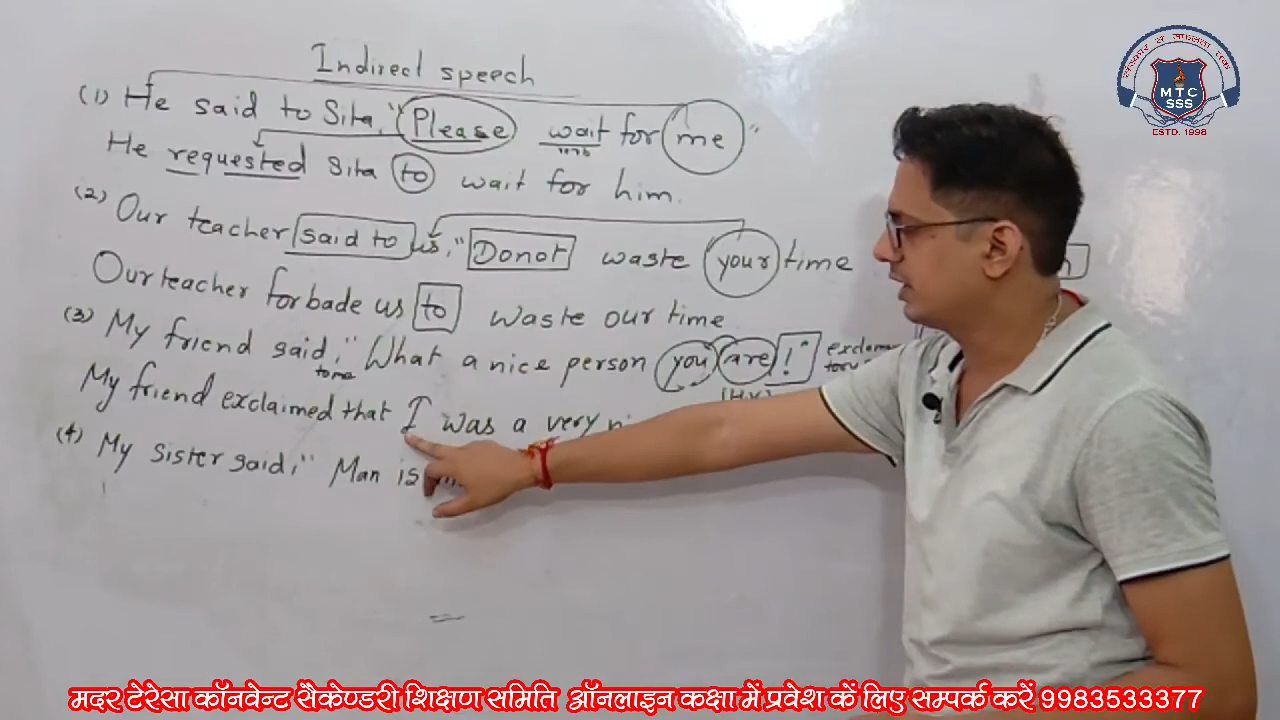 Indirect speech
(1) He said to Sita, "Please wait for me"
He requested Sita to wait for him.
(2) Our teacher said to us, "Donot waste your time
Our teacher forbade us to waste our time
(3) My friend said, "What a nice person you are!"
to me
My friend exclaimed that I was a very
(4) My sister said, "Man is
MTC
SSS
ESTD. 1998
मदर टेरेसा कॉनवेन्ट सैकेण्डरी शिक्षण समिति ऑनलाइन कक्षा में प्रवेश कें लिए सम्पर्क करें 9983533377